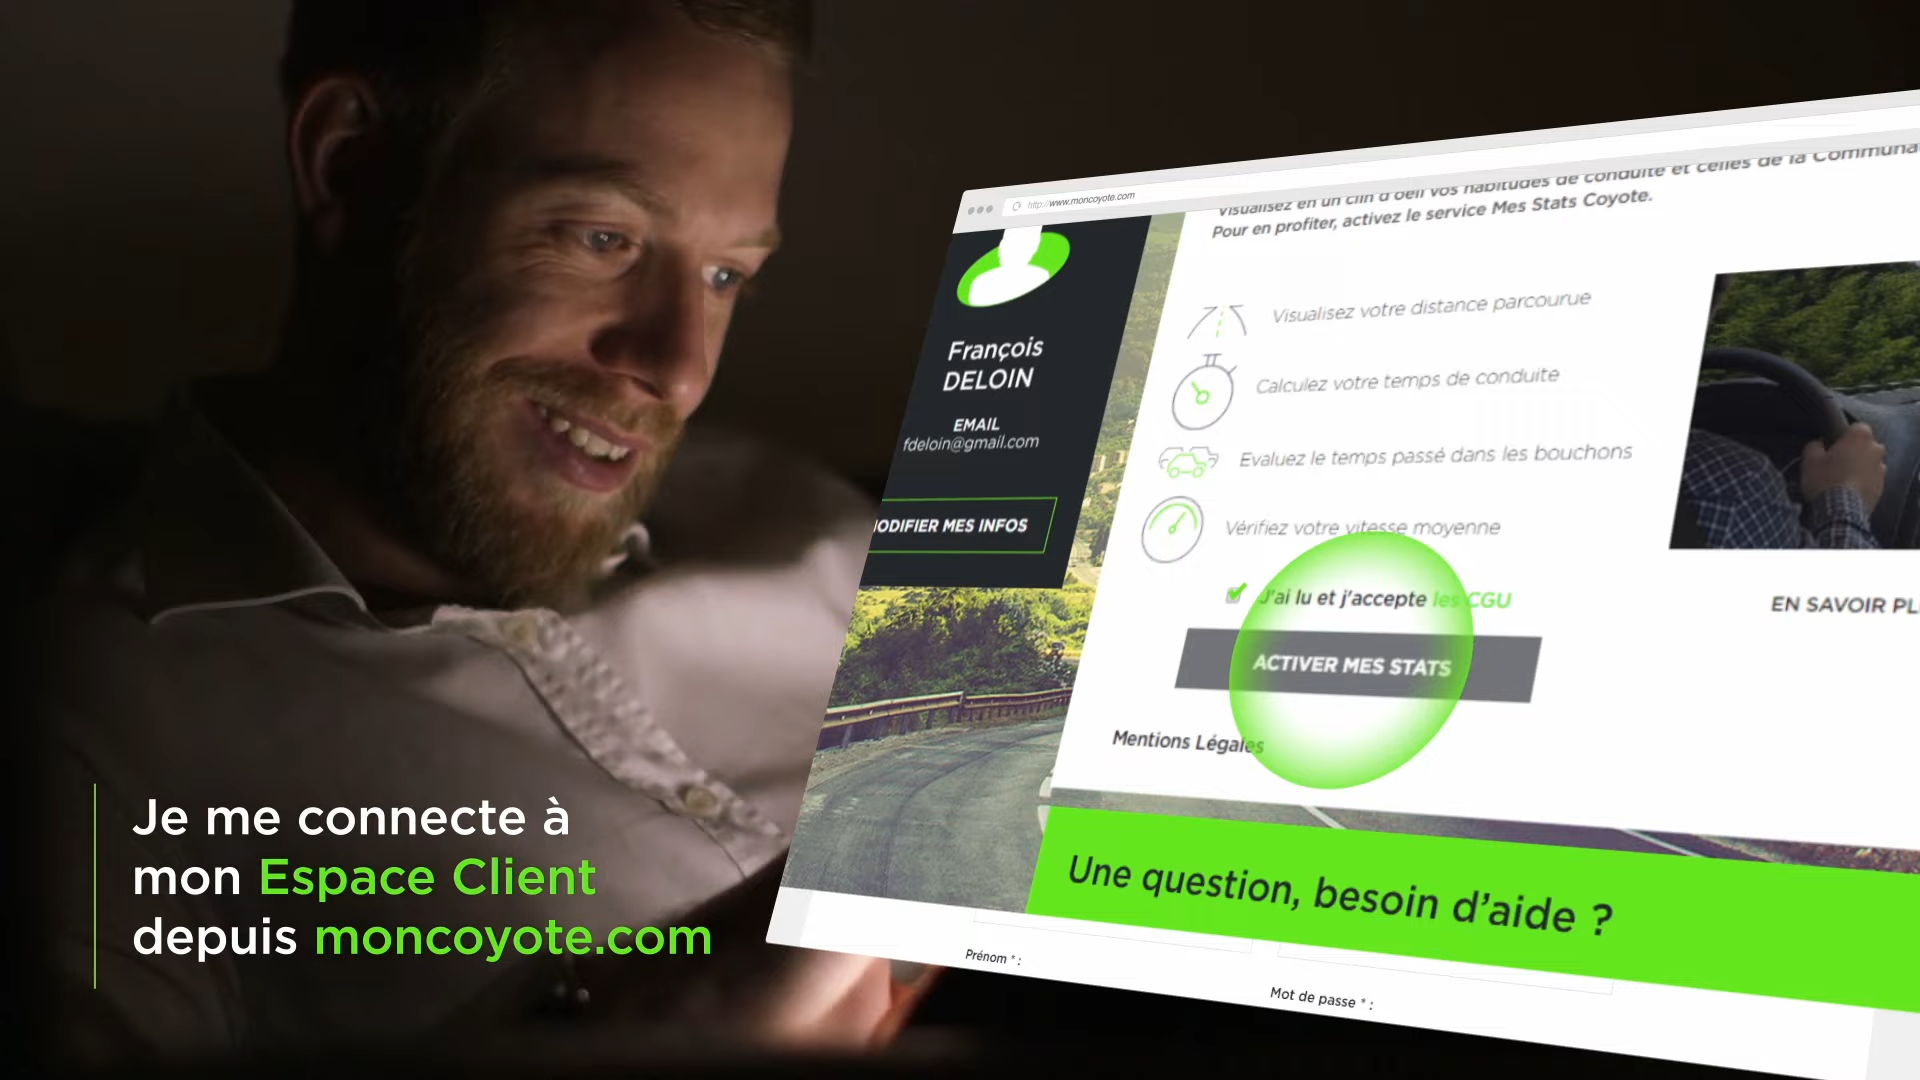 http://www.moncoyote.com
Visualisez en un clin d'oeil vos habitudes de conduite et celles de la
Pour en profiter, activez le service Mes Stats Coyote.
François
DELOIN
EMAIL
fdeloin@gmail.com
MODIFIER MES INFOS
Visualisez votre distance parcourue
Calculez votre temps de conduite
Evaluez le temps passé dans les bouchons
Vérifiez votre vitesse moyenne
J'ai lu et j'accepte les CGU
ACTIVER MES STATS
EN SAVOIR
Mentions Légales
Une question, besoin d'aide ?
Prénom * :
Mot de passe * :
Je me connecte à
mon Espace Client
depuis moncoyote.com